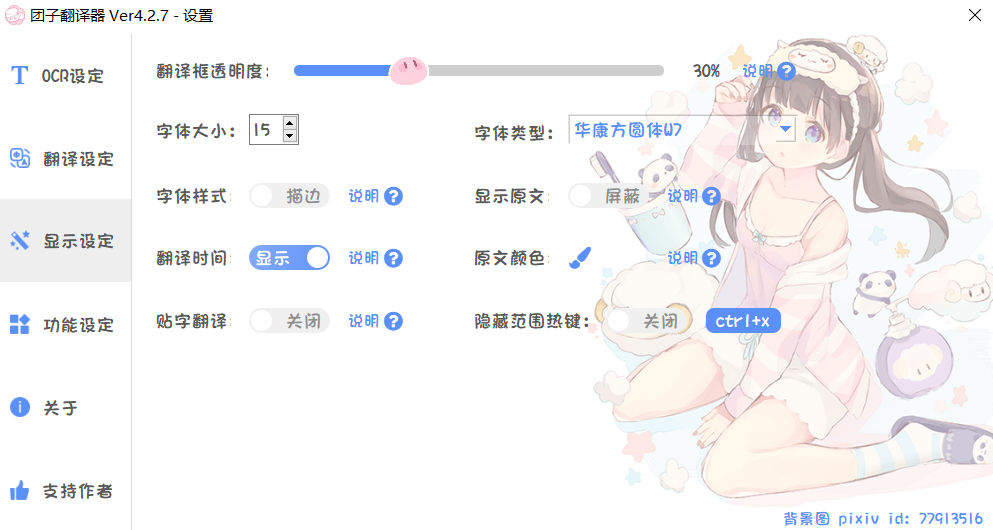 团子翻译器 Ver4.2.7 - 设置
OCR设定
翻译设定
显示设定
功能设定
关于
支持作者
翻译框透明度: 30% 说明 ?
字体大小: 15 字体类型: 华康方圆体W7
字体样式: 描边 说明 ? 显示原文: 屏蔽 说明 ?
翻译时间: 显示 说明 ? 原文颜色: 说明 ?
贴字翻译: 关闭 说明 ? 隐藏范围热键: 关闭 ctrl+x
背景图 pixiv id: 77913516